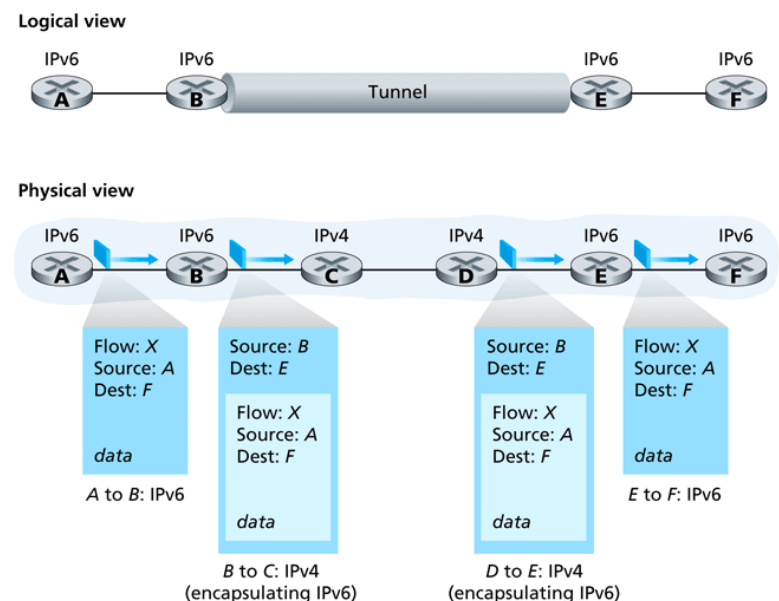 Logical view
IPv6 IPv6 IPv6 IPv6
A B Tunnel E F
Physical view
IPv6 IPv6 IPv4 IPv4 IPv6 IPv6
A B C D E F
Flow: X
Source: A
Dest: F
data
A to B: IPv6
Source: B
Dest: E
Flow: X
Source: A
Dest: F
data
B to C: IPv4
(encapsulating IPv6)
Source: B
Dest: E
Flow: X
Source: A
Dest: F
data
D to E: IPv4
(encapsulating IPv6)
Flow: X
Source: A
Dest: F
data
E to F: IPv6